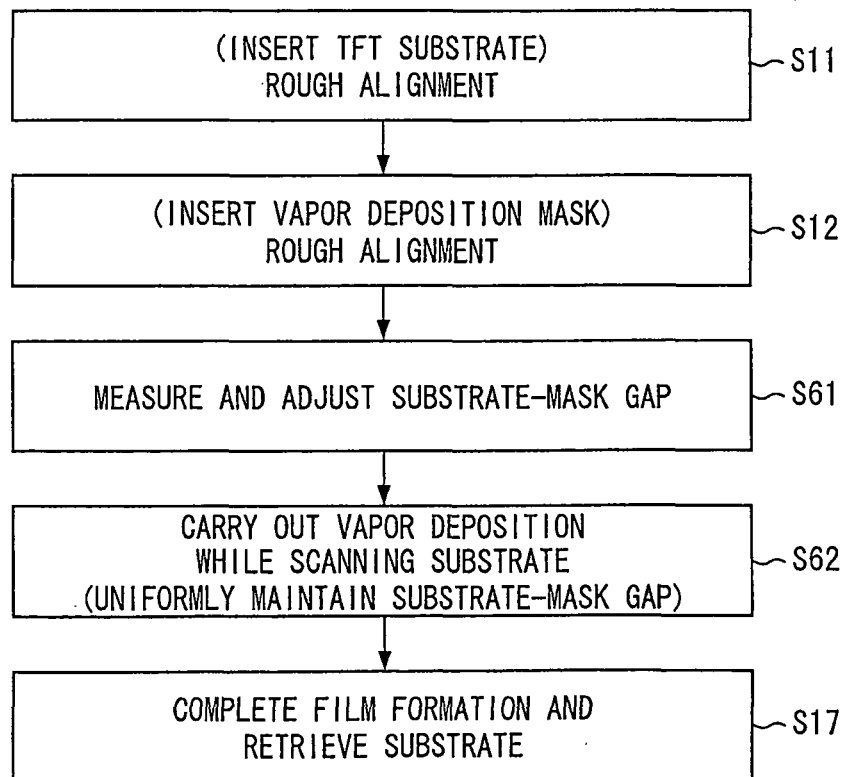 (INSERT TFT SUBSTRATE)
ROUGH ALIGNMENT
S11
(INSERT VAPOR DEPOSITION MASK)
ROUGH ALIGNMENT
S12
MEASURE AND ADJUST SUBSTRATE-MASK GAP
S61
CARRY OUT VAPOR DEPOSITION
WHILE SCANNING SUBSTRATE
(UNIFORMLY MAINTAIN SUBSTRATE-MASK GAP)
S62
COMPLETE FILM FORMATION AND
RETRIEVE SUBSTRATE
S17